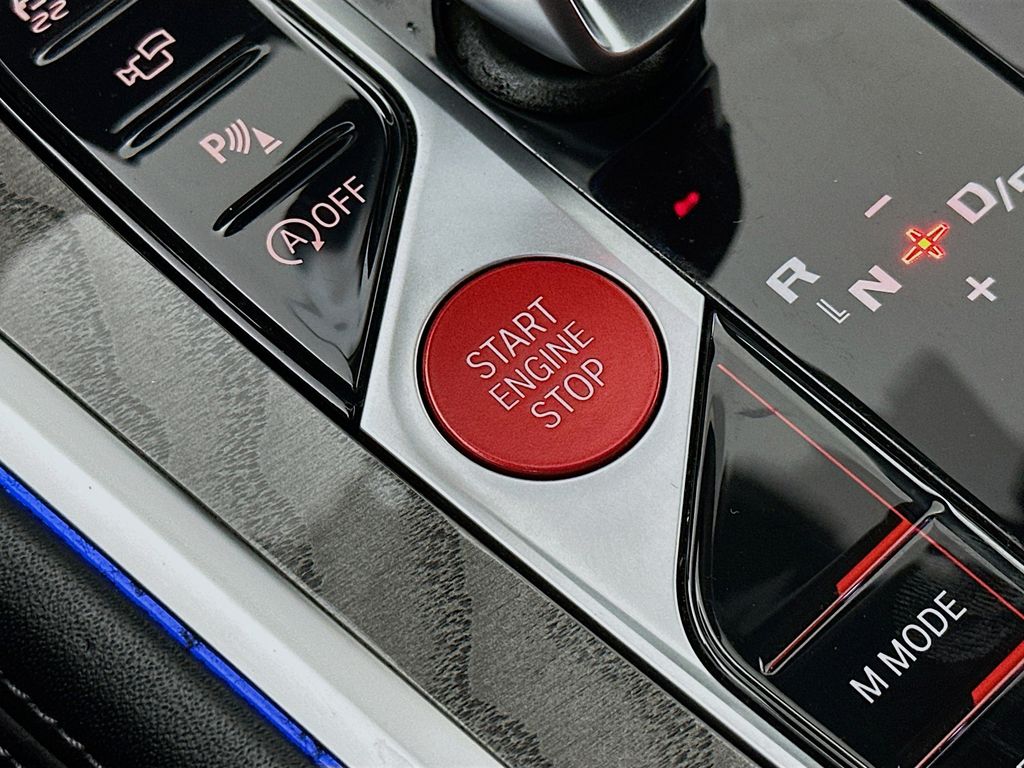 P
A OFF
START
ENGINE
STOP
R
N
D/
−
+
M MODE